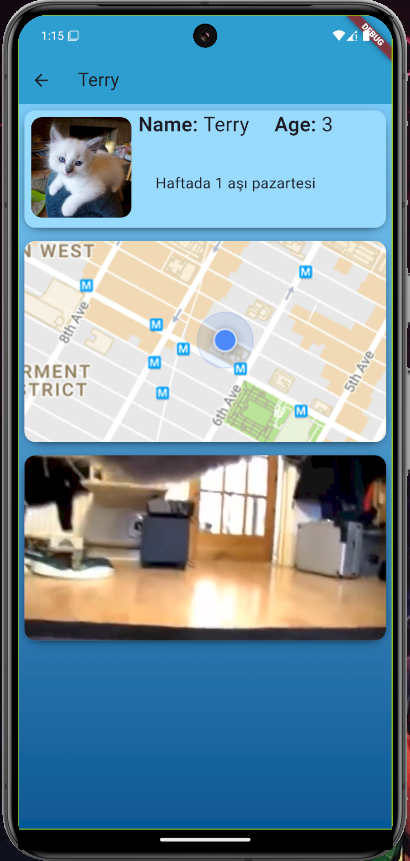 1:15
DEBUG
Terry
Name: Terry Age: 3
Haftada 1 aşı pazartesi
N WEST
M
M
8th Ave
M
M
M
M
RMENT
STRICT
M
6th Ave
M
5th Ave